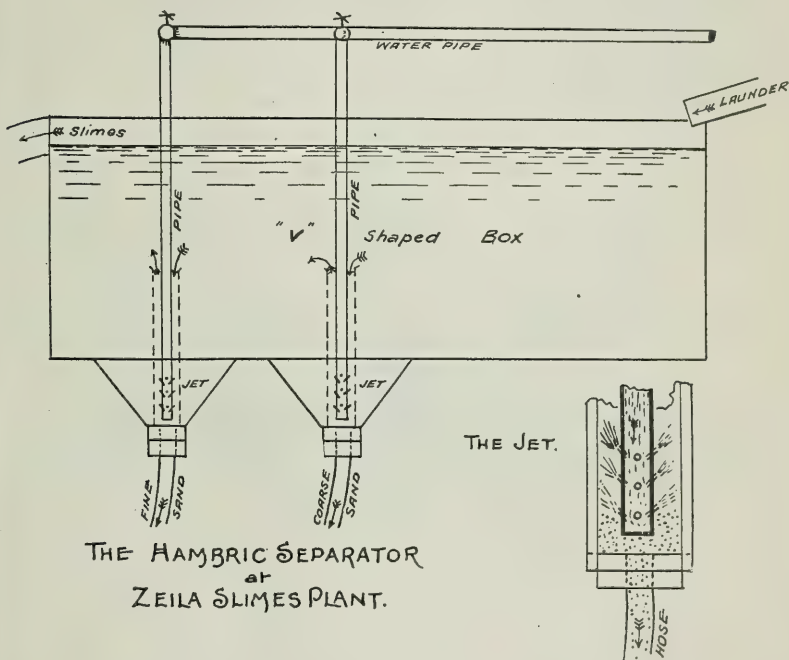 WATER PIPE
LAUNDER
Slimes
PIPE
PIPE
"V" Shaped Box
JET
JET
THE JET.
FINE SAND
COARSE SAND
HOSE
THE HAMBRIC SEPARATOR
at
ZEILA SLIMES PLANT.